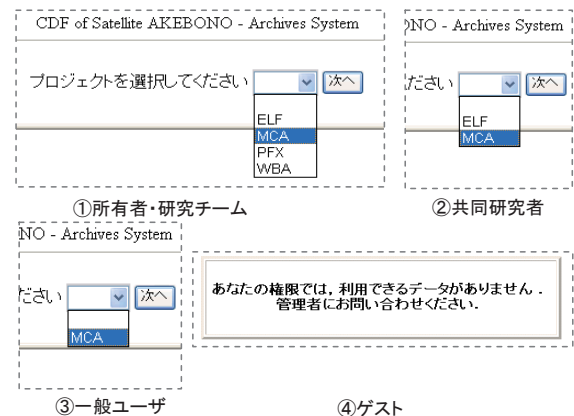 CDF of Satellite AKEBONO - Archives System
プロジェクトを選択してください 次へ
ELF
MCA
PFX
WBA
①所有者・研究チーム
ONO - Archives System
ださい 次へ
ELF
MCA
②共同研究者
NO - Archives System
ださい 次へ
MCA
③一般ユーザ
あなたの権限では，利用できるデータがありません．
管理者にお問い合わせください．
④ゲスト